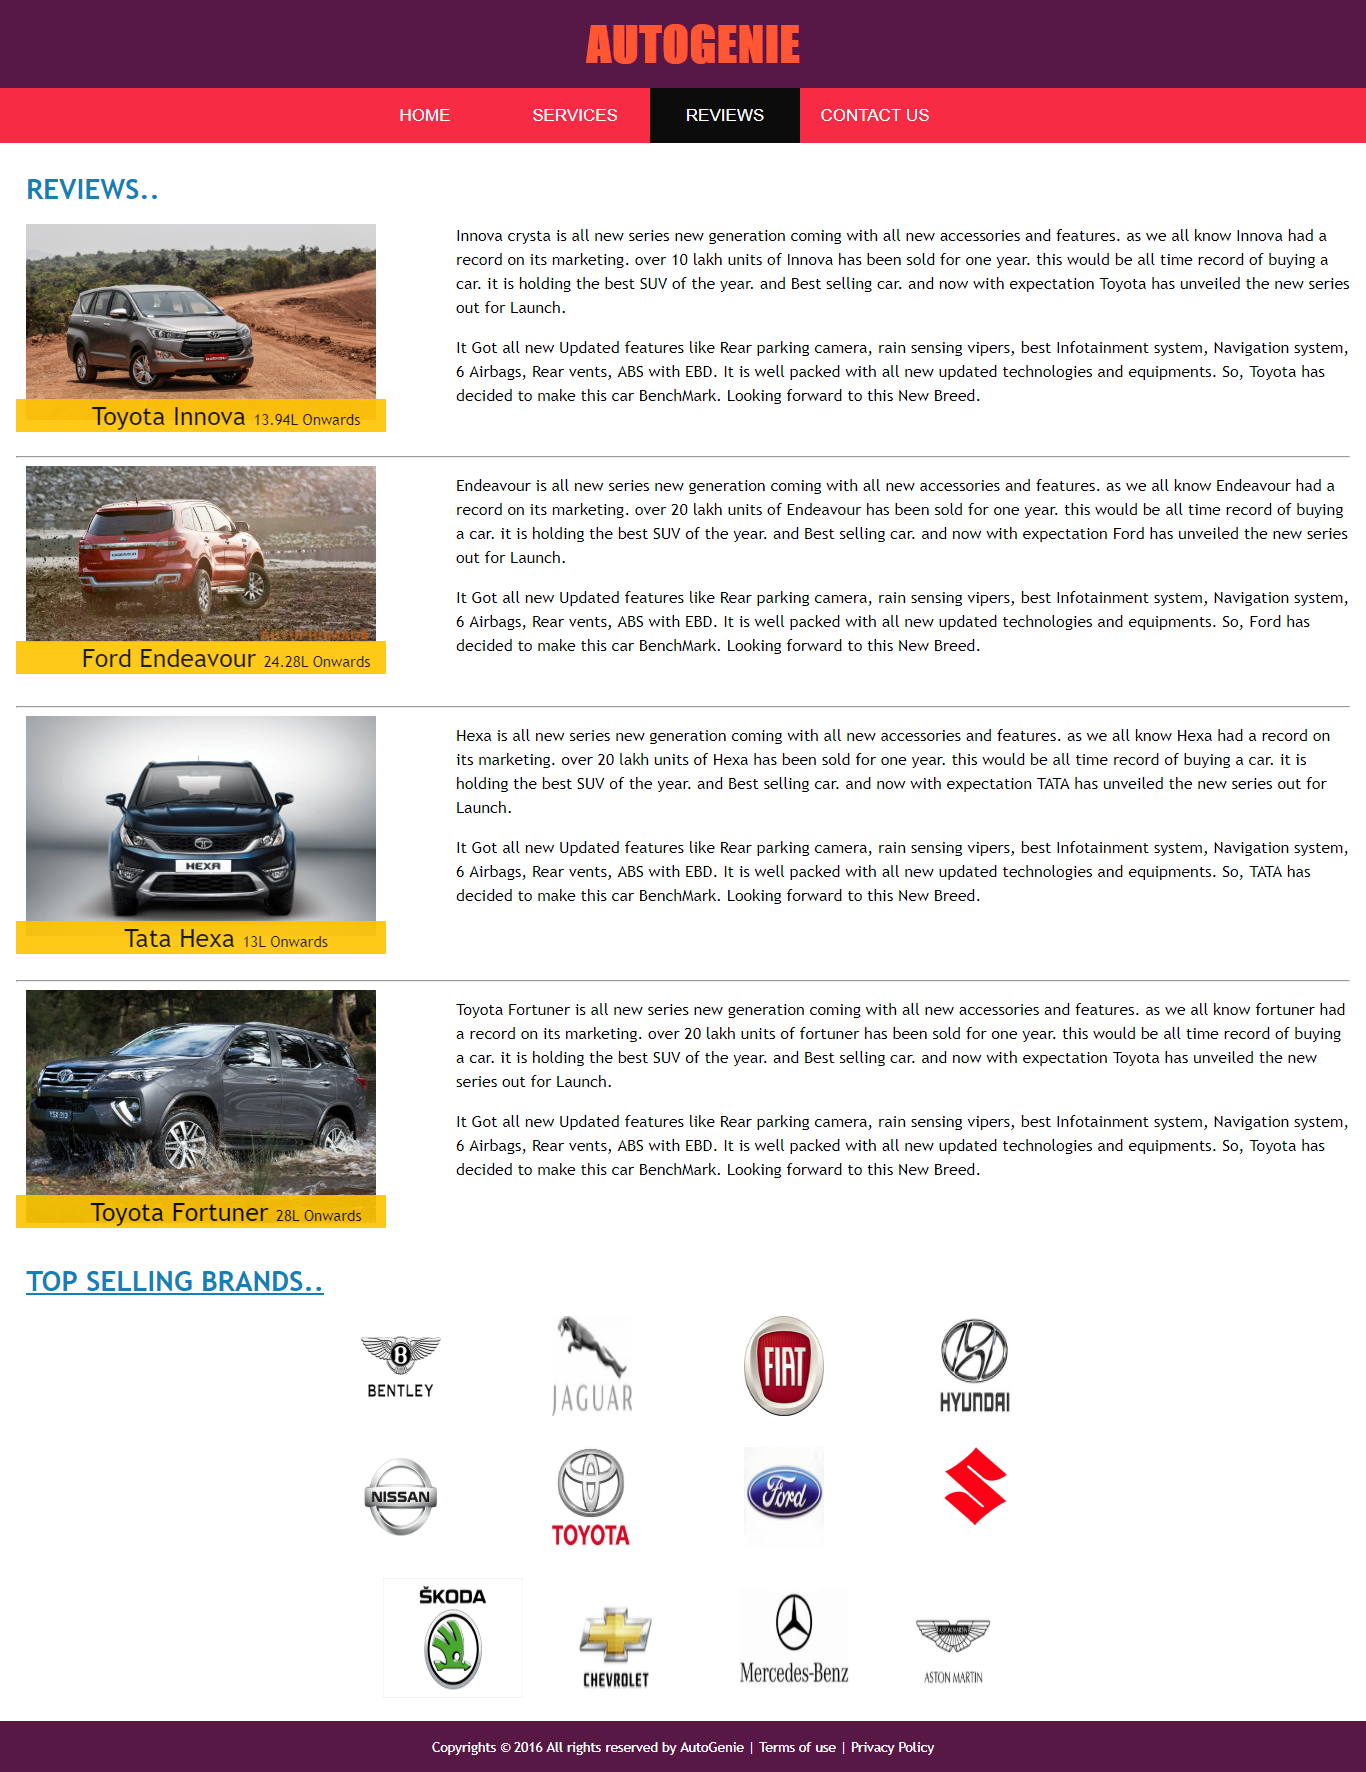 AUTOGENIE
HOME SERVICES REVIEWS CONTACT US
REVIEWS..
Innova crysta is all new series new generation coming with all new accessories and features. as we all know Innova had a
record on its marketing. over 10 lakh units of Innova has been sold for one year. this would be all time record of buying a
car. it is holding the best SUV of the year. and Best selling car. and now with expectation Toyota has unveiled the new series
out for Launch.
It Got all new Updated features like Rear parking camera, rain sensing vipers, best Infotainment system, Navigation system,
6 Airbags, Rear vents, ABS with EBD. It is well packed with all new updated technologies and equipments. So, Toyota has
decided to make this car BenchMark. Looking forward to this New Breed.
Toyota Innova 13.94L Onwards
Endeavour is all new series new generation coming with all new accessories and features. as we all know Endeavour had a
record on its marketing. over 20 lakh units of Endeavour has been sold for one year. this would be all time record of buying
a car. it is holding the best SUV of the year. and Best selling car. and now with expectation Ford has unveiled the new series
out for Launch.
It Got all new Updated features like Rear parking camera, rain sensing vipers, best Infotainment system, Navigation system,
6 Airbags, Rear vents, ABS with EBD. It is well packed with all new updated technologies and equipments. So, Ford has
decided to make this car BenchMark. Looking forward to this New Breed.
Ford Endeavour 24.28L Onwards
Hexa is all new series new generation coming with all new accessories and features. as we all know Hexa had a record on
its marketing. over 20 lakh units of Hexa has been sold for one year. this would be all time record of buying a car. it is
holding the best SUV of the year. and Best selling car. and now with expectation TATA has unveiled the new series out for
Launch.
It Got all new Updated features like Rear parking camera, rain sensing vipers, best Infotainment system, Navigation system,
6 Airbags, Rear vents, ABS with EBD. It is well packed with all new updated technologies and equipments. So, TATA has
decided to make this car BenchMark. Looking forward to this New Breed.
HEXA
Tata Hexa 13L Onwards
Toyota Fortuner is all new series new generation coming with all new accessories and features. as we all know fortuner had
a record on its marketing. over 20 lakh units of fortuner has been sold for one year. this would be all time record of buying
a car. it is holding the best SUV of the year. and Best selling car. and now with expectation Toyota has unveiled the new
series out for Launch.
It Got all new Updated features like Rear parking camera, rain sensing vipers, best Infotainment system, Navigation system,
6 Airbags, Rear vents, ABS with EBD. It is well packed with all new updated technologies and equipments. So, Toyota has
decided to make this car BenchMark. Looking forward to this New Breed.
Toyota Fortuner 28L Onwards
TOP SELLING BRANDS..
B
BENTLEY
JAGUAR
FIAT
HYUNDAI
NISSAN
TOYOTA
Ford
ŠKODA
CHEVROLET
Mercedes-Benz
ASTON MARTIN
ASTON MARTIN
Copyrights © 2016 All rights reserved by AutoGenie | Terms of use | Privacy Policy